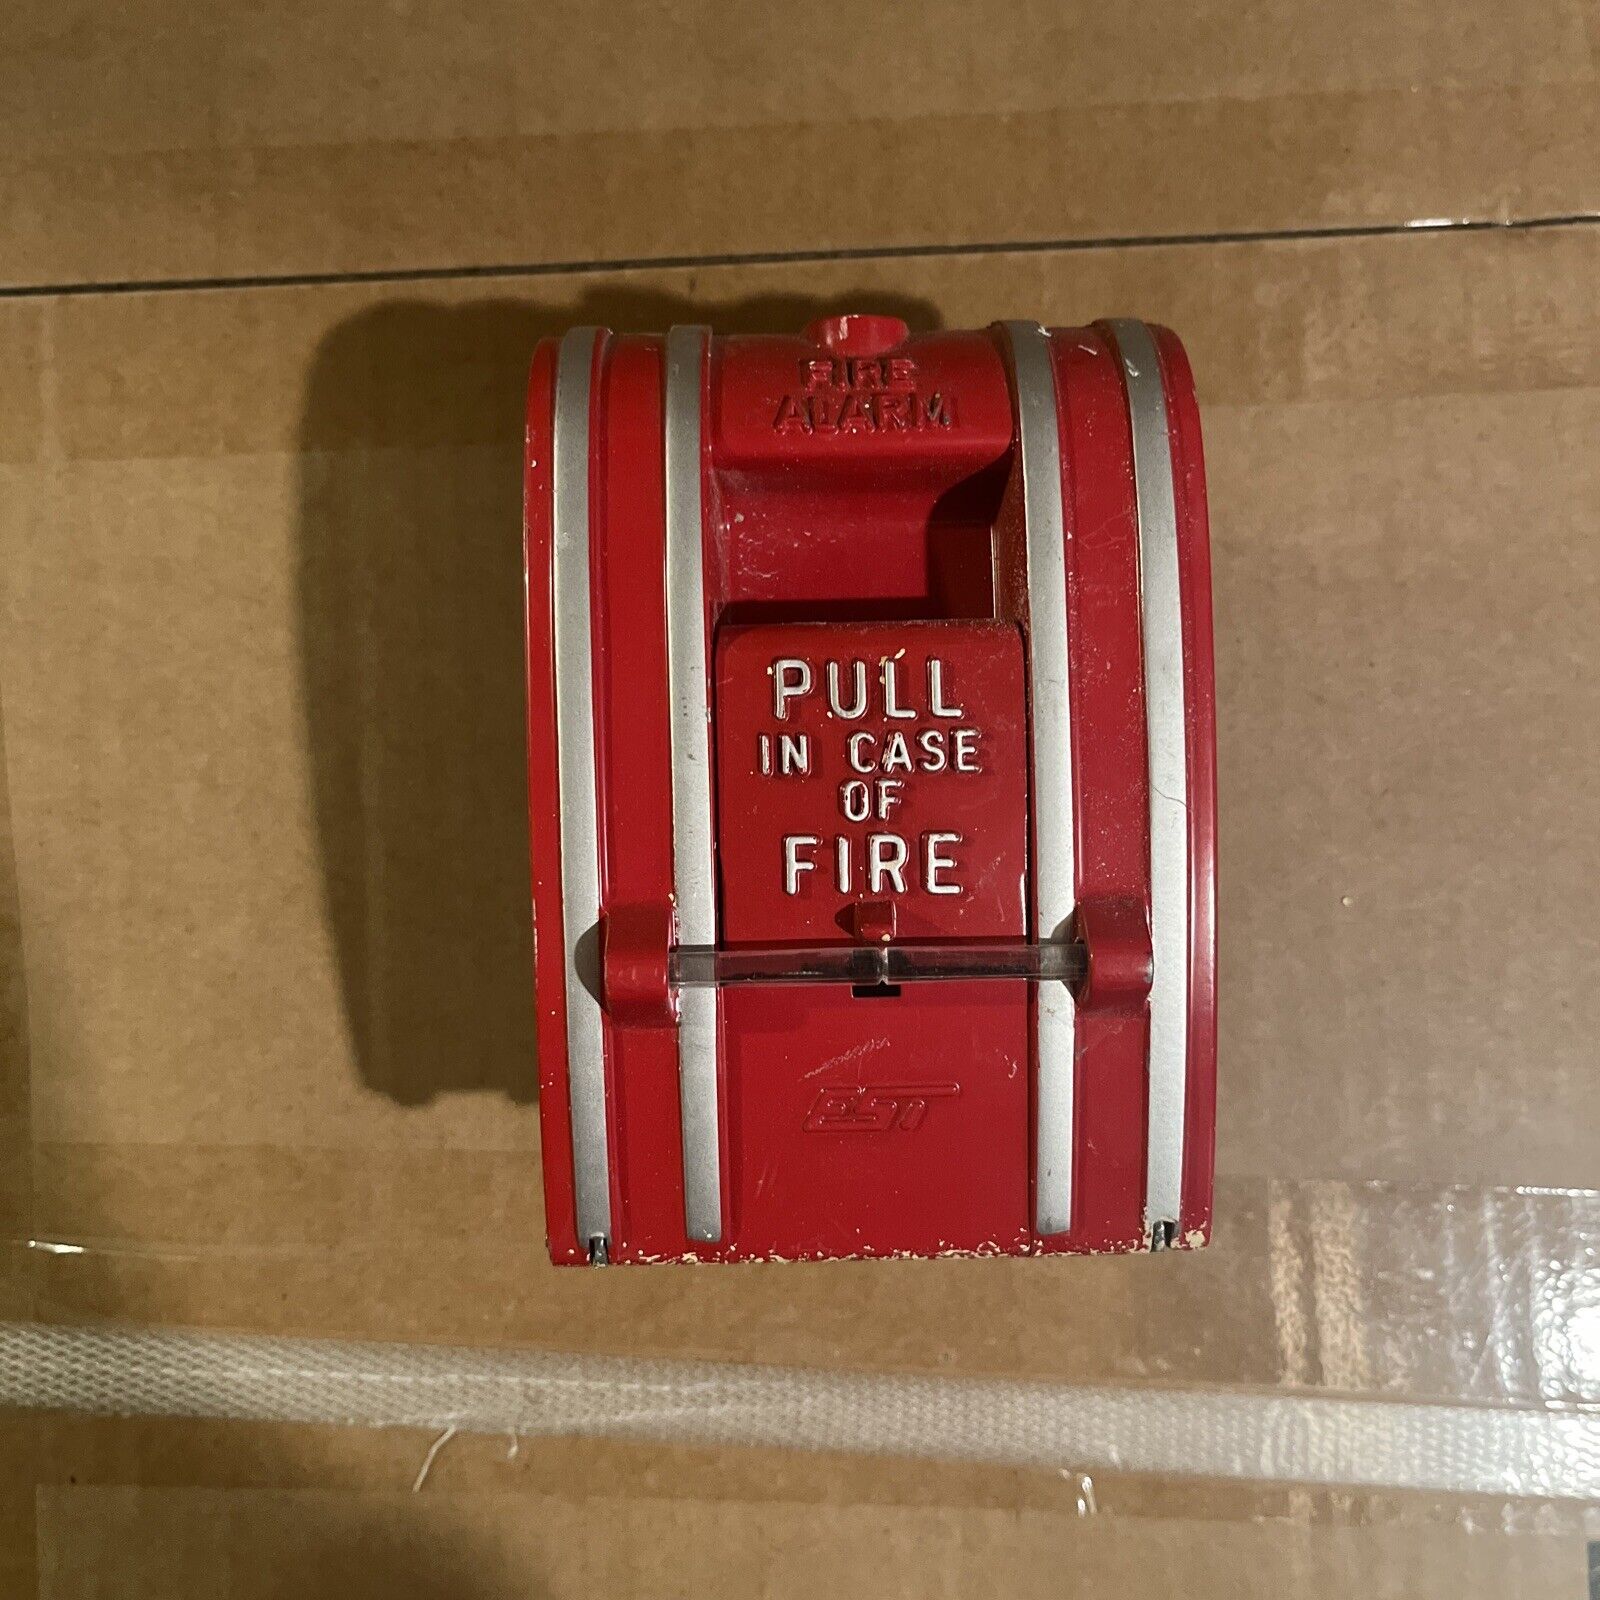 FIRE
ALARM
PULL
IN CASE
OF
FIRE
EST